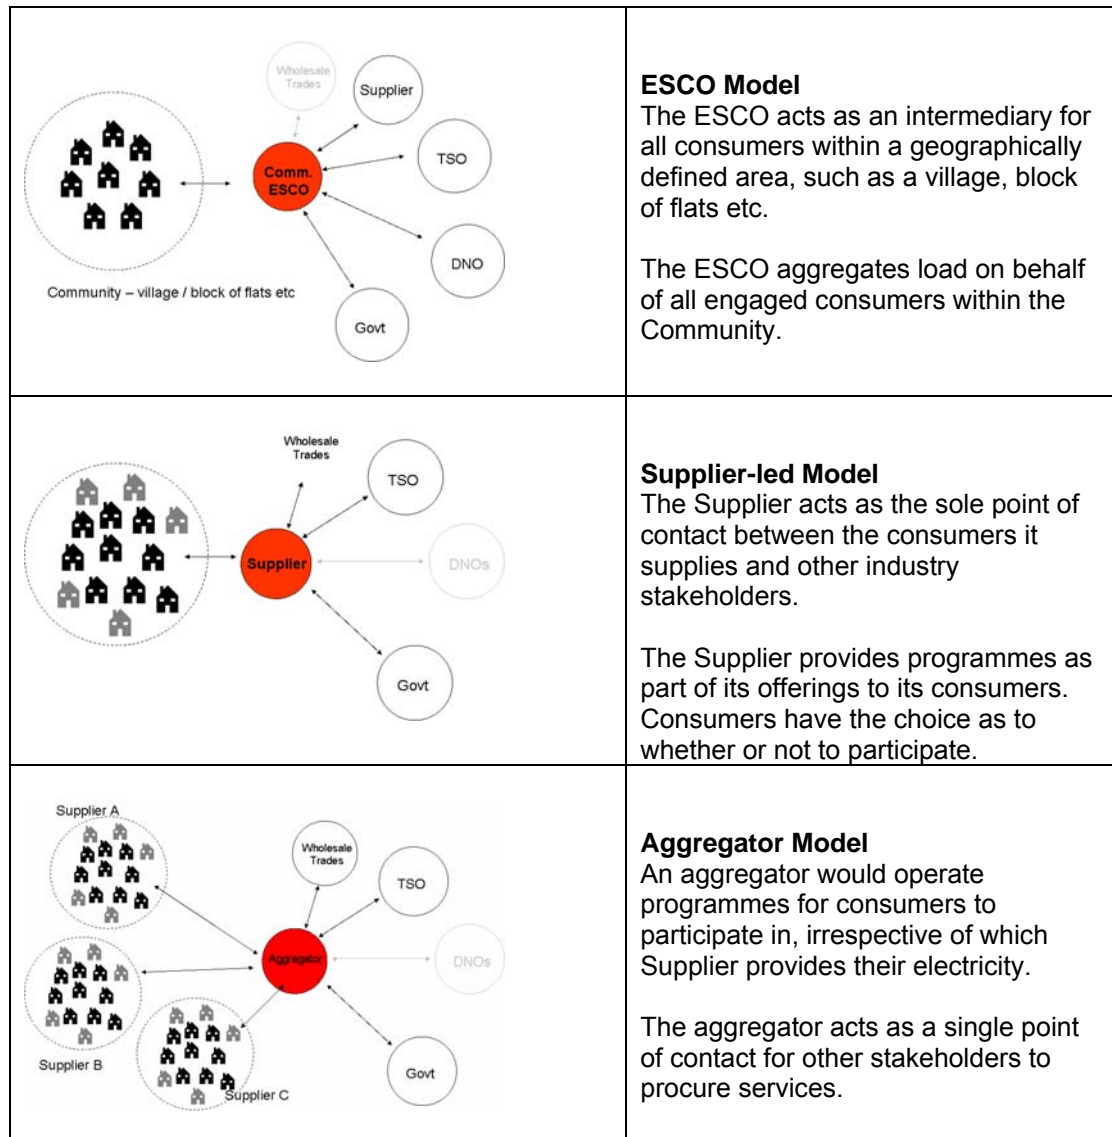 Wholesale
Trades
Supplier
TSO
Comm.
ESCO
DNO
Govt
Community – village / block of flats etc
ESCO Model
The ESCO acts as an intermediary for
all consumers within a geographically
defined area, such as a village, block
of flats etc.
The ESCO aggregates load on behalf
of all engaged consumers within the
Community.
Wholesale
Trades
TSO
Supplier
DNOs
Govt
Supplier-led Model
The Supplier acts as the sole point of
contact between the consumers it
supplies and other industry
stakeholders.
The Supplier provides programmes as
part of its offerings to its consumers.
Consumers have the choice as to
whether or not to participate.
Supplier A
Wholesale
Trades
TSO
Aggregator
DNOs
Supplier B
Govt
Supplier C
Aggregator Model
An aggregator would operate
programmes for consumers to
participate in, irrespective of which
Supplier provides their electricity.
The aggregator acts as a single point
of contact for other stakeholders to
procure services.